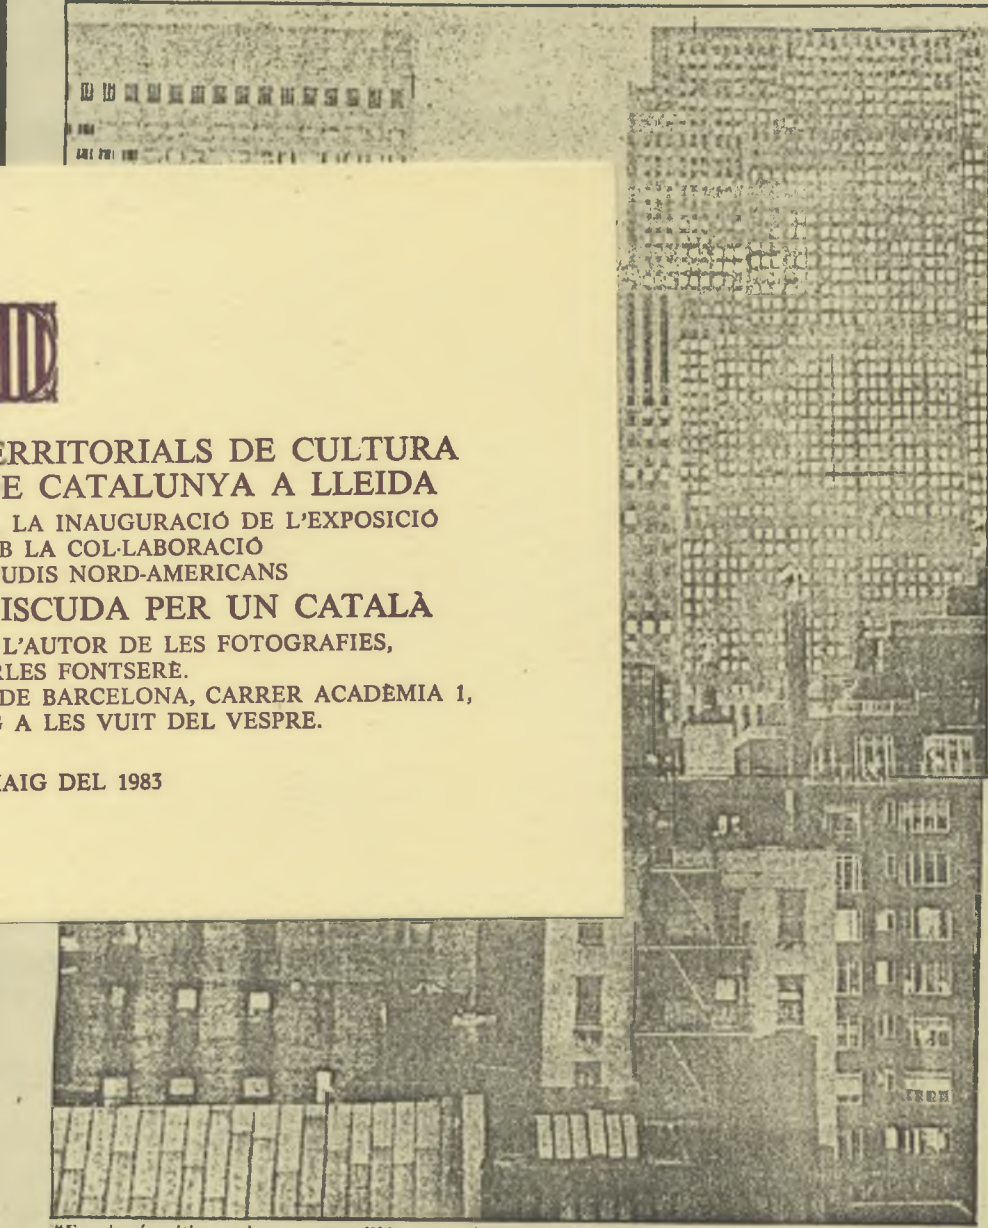 ERRITORIALS DE CULTURA
E CATALUNYA A LLEIDA
LA INAUGURACIÓ DE L'EXPOSICIÓ
B LA COL·LABORACIÓ
UDIS NORD-AMERICANS
ISCUDA PER UN CATALÀ
L'AUTOR DE LES FOTOGRAFIES,
RLES FONTSERÈ.
DE BARCELONA, CARRER ACADÈMIA 1,
G A LES VUIT DEL VESPRE.
AIG DEL 1983